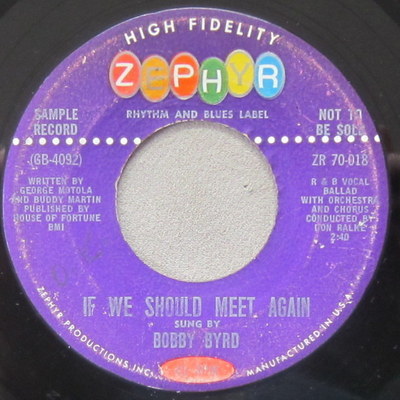 HIGH FIDELITY
ZEPHYR
RHYTHM AND BLUES LABEL
SAMPLE
RECORD
NOT TO
BE SOLD
(GB-4092)
ZR 70-018
WRITTEN BY
GEORGE MOTOLA
AND BUDDY MARTIN
PUBLISHED BY
HOUSE OF FORTUNE
BMI
R & B VOCAL
BALLAD
WITH ORCHESTRA
AND CHORUS
CONDUCTED BY
DON RALKE
2:40
IF WE SHOULD MEET AGAIN
SUNG BY
BOBBY BYRD
ZEPHYR PRODUCTIONS, INC.
MANUFACTURED IN U.S.A.